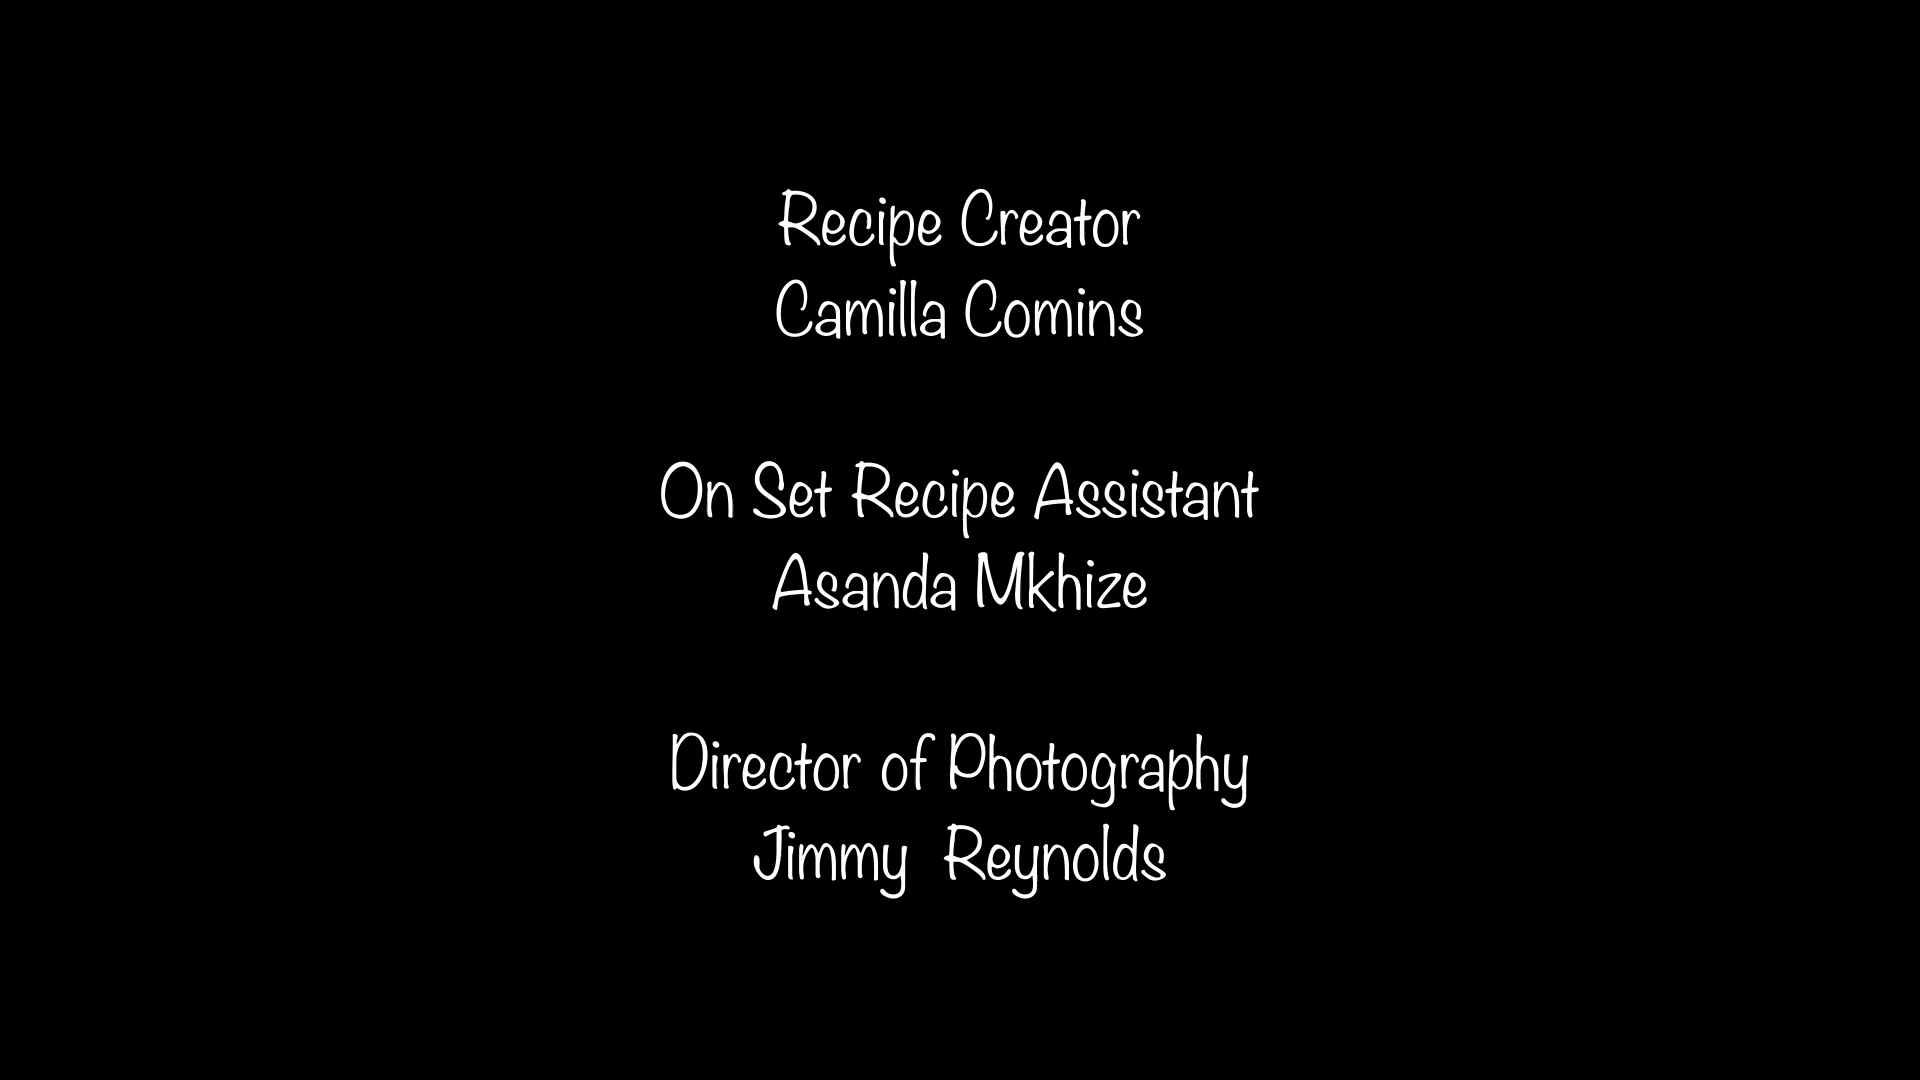 Recipe Creator
Camilla Comins
On Set Recipe Assistant
Asanda Mkhize
Director of Photography
Jimmy  Reynolds